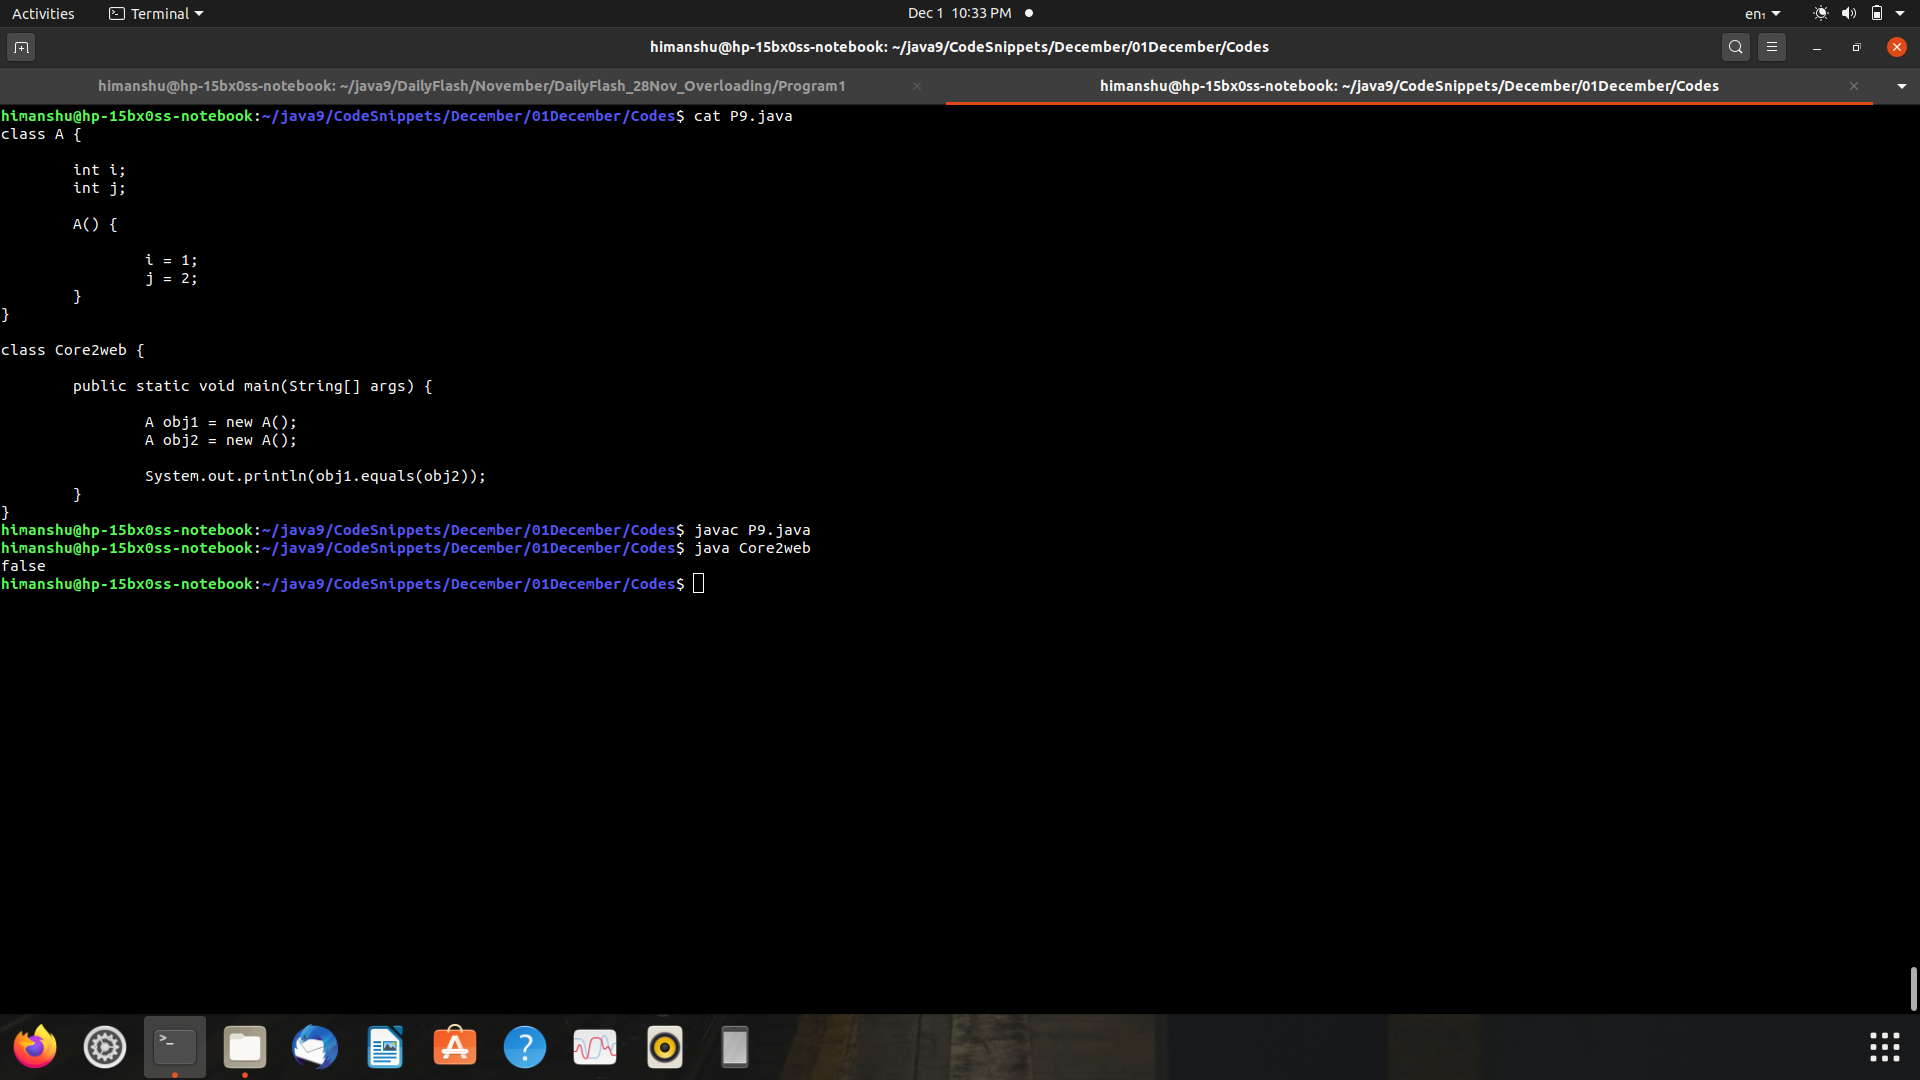 Activities Terminal Dec 1 10:33 PM en₁
himanshu@hp-15bx0ss-notebook: ~/java9/CodeSnippets/December/01December/Codes
himanshu@hp-15bx0ss-notebook: ~/java9/DailyFlash/November/DailyFlash_28Nov_Overloading/Program1 himanshu@hp-15bx0ss-notebook: ~/java9/CodeSnippets/December/01December/Codes
himanshu@hp-15bx0ss-notebook:~/java9/CodeSnippets/December/01December/Codes$ cat P9.java
class A {
        int i;
        int j;
        A() {
                i = 1;
                j = 2;
        }
}
class Core2web {
        public static void main(String[] args) {
                A obj1 = new A();
                A obj2 = new A();
                System.out.println(obj1.equals(obj2));
        }
}
himanshu@hp-15bx0ss-notebook:~/java9/CodeSnippets/December/01December/Codes$ javac P9.java
himanshu@hp-15bx0ss-notebook:~/java9/CodeSnippets/December/01December/Codes$ java Core2web
false
himanshu@hp-15bx0ss-notebook:~/java9/CodeSnippets/December/01December/Codes$